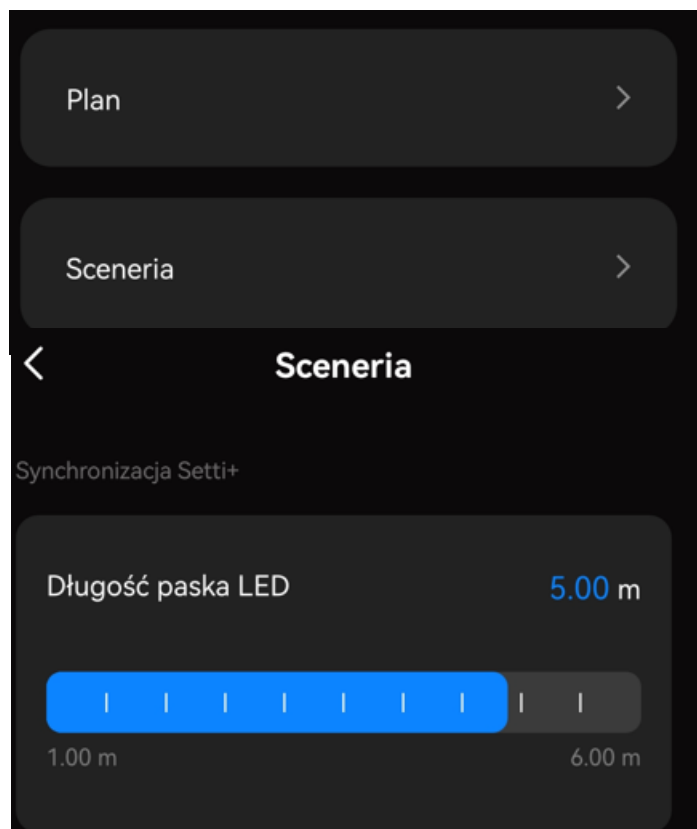 Plan
Sceneria
Sceneria
Synchronizacja Setti+
Długość paska LED 5.00 m
1.00 m 6.00 m